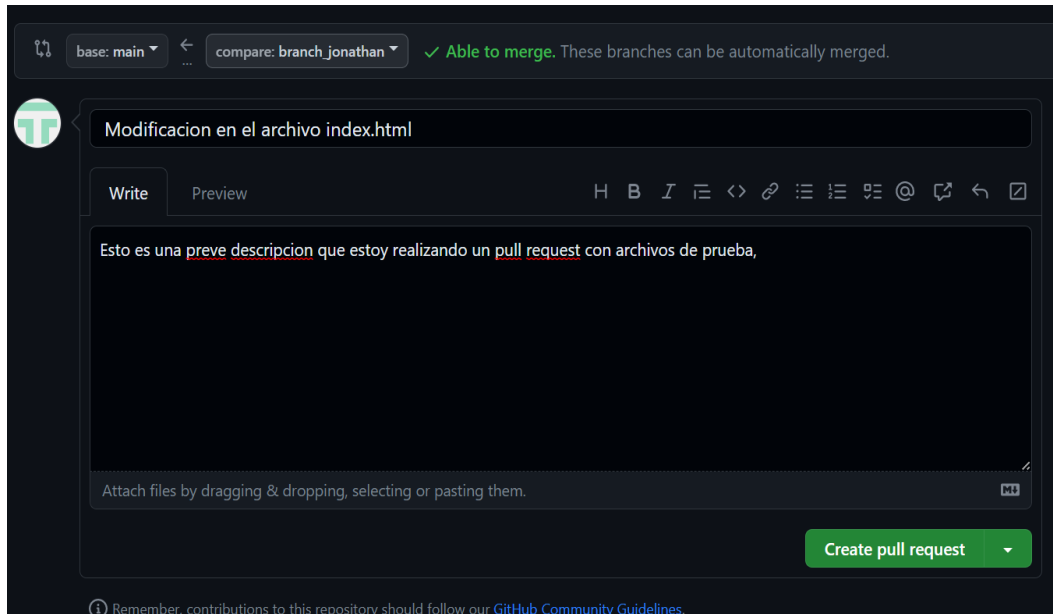 base: main compare: branch_jonathan Able to merge. These branches can be automatically merged.
Modificacion en el archivo index.html
Write Preview
Esto es una preve descripcion que estoy realizando un pull request con archivos de prueba,
Attach files by dragging & dropping, selecting or pasting them.
Create pull request
Remember, contributions to this repository should follow our GitHub Community Guidelines.